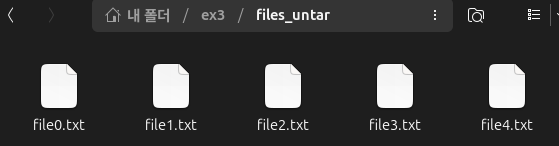 내 폴더 / ex3 / files_untar
file0.txt file1.txt file2.txt file3.txt file4.txt